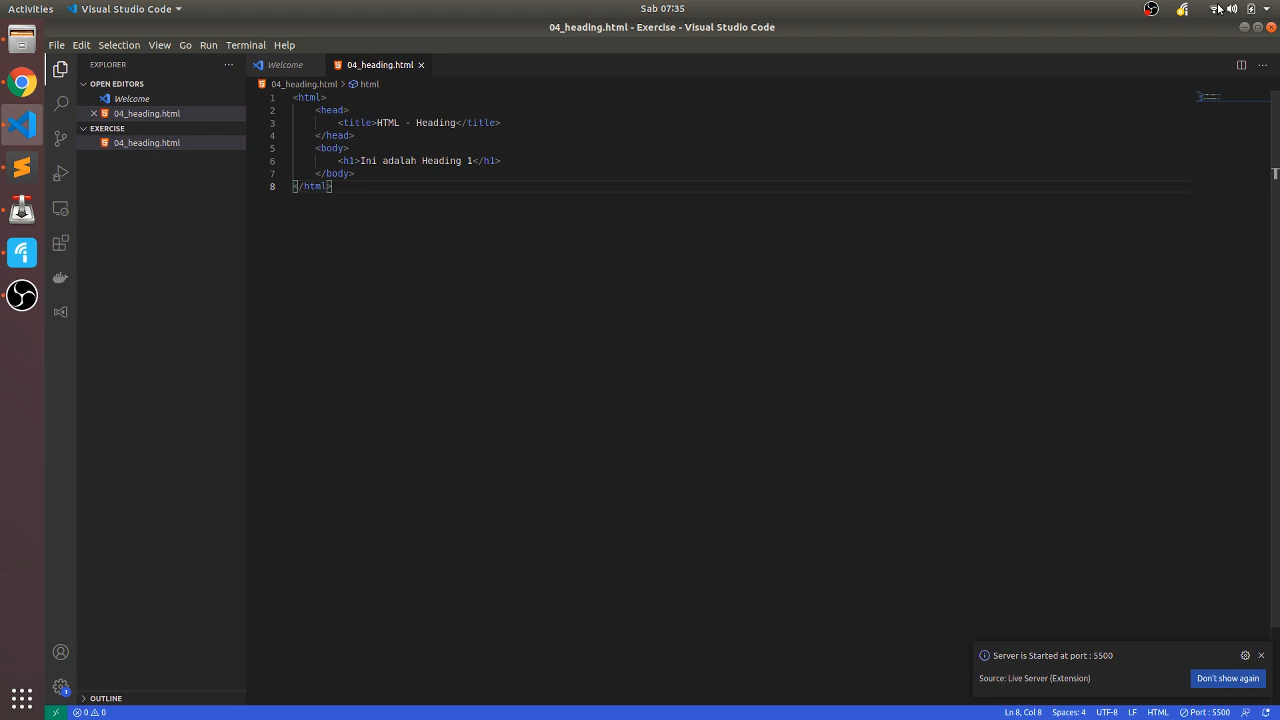 Activities
Visual Studio Code
Sab 07:35
04_heading.html - Exercise - Visual Studio Code
File Edit Selection View Go Run Terminal Help
EXPLORER
OPEN EDITORS
Welcome
04_heading.html
EXERCISE
04_heading.html
OUTLINE
Welcome
04_heading.html
04_heading.html > html
1 <html>
2 <head>
3 <title>HTML - Heading</title>
4 </head>
5 <body>
6 <h1>Ini adalah Heading 1</h1>
7 </body>
8 </html>
Server is Started at port : 5500
Source: Live Server (Extension)
Don't show again
1
0 0
Ln 8, Col 8 Spaces: 4 UTF-8 LF HTML Port : 5500